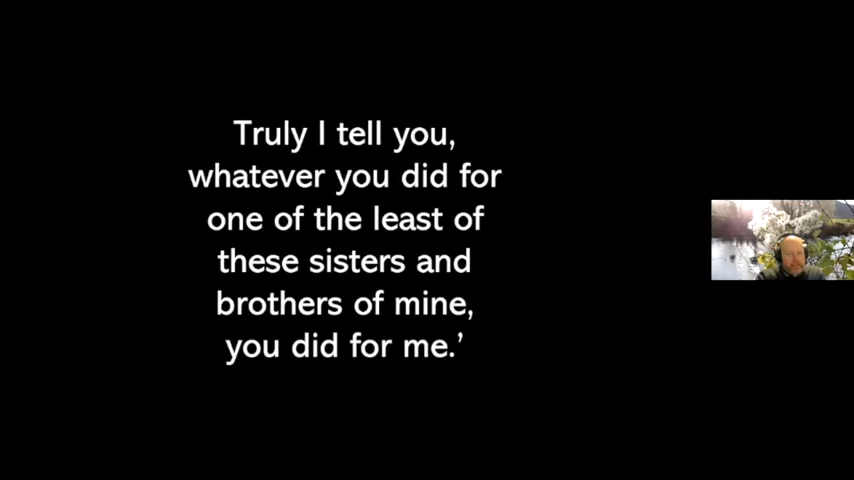 Truly I tell you,
whatever you did for
one of the least of
these sisters and
brothers of mine,
you did for me.’